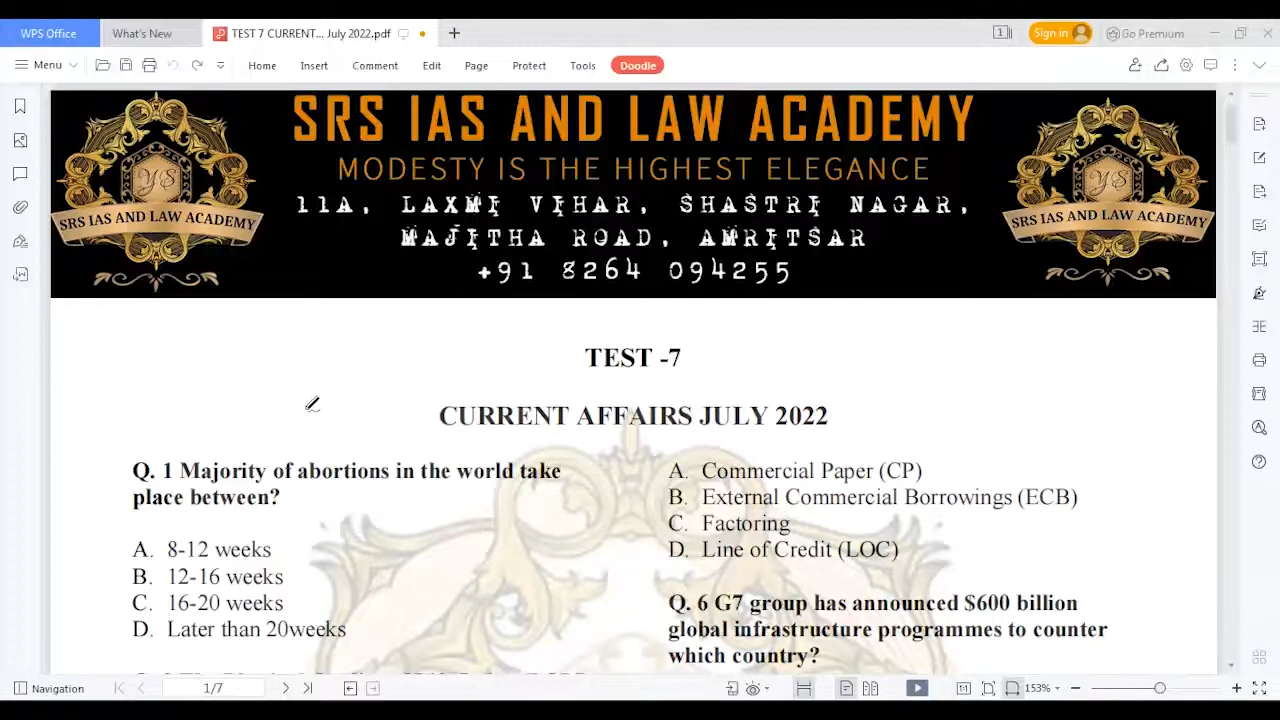 WPS Office
What's New
TEST 7 CURRENT... July 2022.pdf
Sign in
Go Premium
Menu
Home
Insert
Comment
Edit
Page
Protect
Tools
Doodle
YS
SRS IAS AND LAW ACADEMY
SRS IAS AND LAW ACADEMY
MODESTY IS THE HIGHEST ELEGANCE
11A, LAXMI VIHAR, SHASTRI NAGAR,
MAJITHA ROAD, AMRITSAR
+91 8264 094255
YS
SRS IAS AND LAW ACADEMY
TEST -7
CURRENT AFFAIRS JULY 2022
Q. 1 Majority of abortions in the world take
place between?
A. 8-12 weeks
B. 12-16 weeks
C. 16-20 weeks
D. Later than 20weeks
A. Commercial Paper (CP)
B. External Commercial Borrowings (ECB)
C. Factoring
D. Line of Credit (LOC)
Q. 6 G7 group has announced $600 billion
global infrastructure programmes to counter
which country?
Navigation
1/7
153%